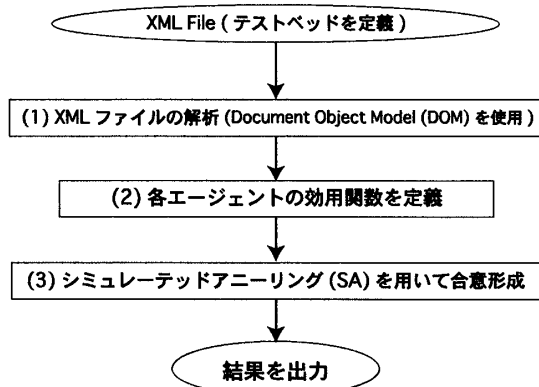 XML File ( テストベッドを定義 )
(1) XML ファイルの解析 (Document Object Model (DOM) を使用 )
(2) 各エージェントの効用関数を定義
(3) シミュレーテッドアニーリング (SA) を用いて合意形成
結果を出力